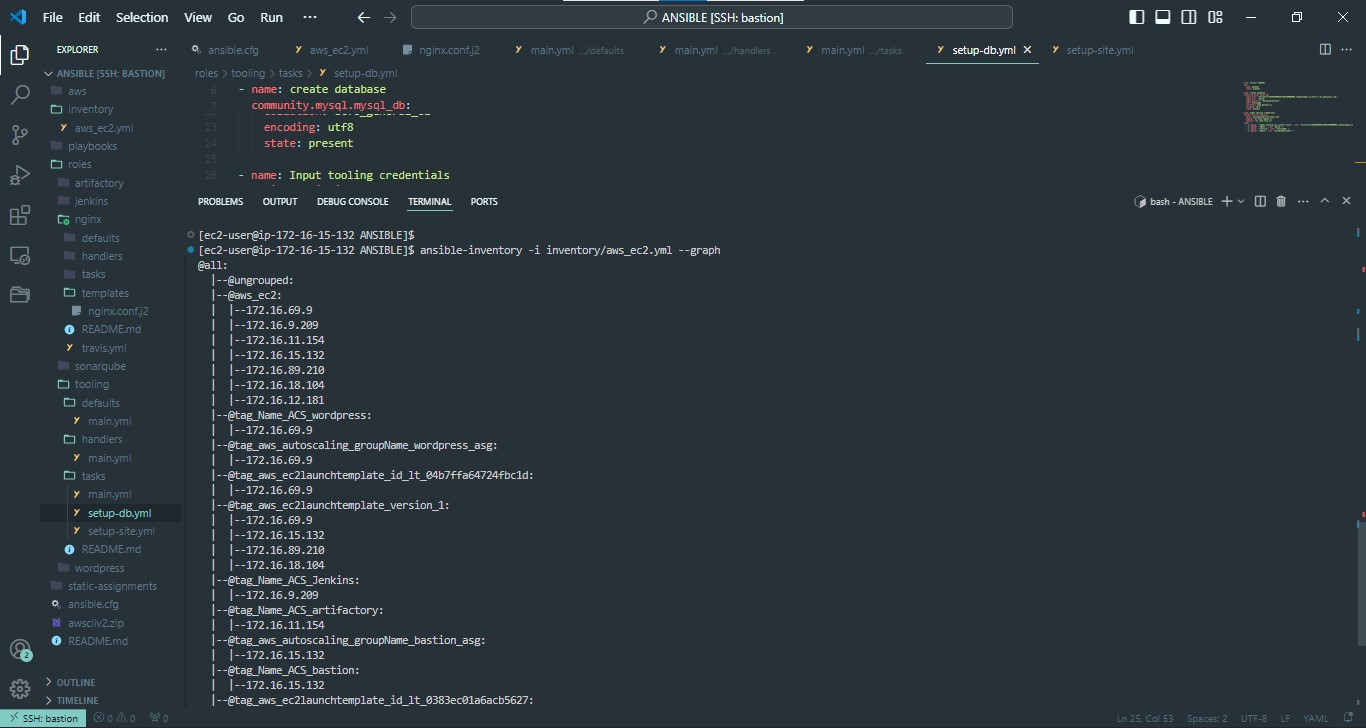 File Edit Selection View Go Run ··· ANSIBLE [SSH: bastion]
EXPLORER ···
ansible.cfg aws_ec2.yml nginx.conf.j2 main.yml .../defaults main.yml .../handlers main.yml .../tasks setup-db.yml setup-site.yml ···
ANSIBLE [SSH: BASTION]
aws
inventory
aws_ec2.yml
playbooks
roles
artifactory
jenkins
nginx
defaults
handlers
tasks
templates
nginx.conf.j2
README.md
travis.yml
sonarqube
tooling
defaults
main.yml
handlers
main.yml
tasks
main.yml
setup-db.yml
setup-site.yml
README.md
wordpress
static-assignments
ansible.cfg
awscliv2.zip
README.md
OUTLINE
TIMELINE
2
roles > tooling > tasks > setup-db.yml
6 - name: create database
7 community.mysql.mysql_db:
13 encoding: utf8
14 state: present
15
16 - name: Input tooling credentials
PROBLEMS OUTPUT DEBUG CONSOLE TERMINAL PORTS bash - ANSIBLE
[ec2-user@ip-172-16-15-132 ANSIBLE]$
[ec2-user@ip-172-16-15-132 ANSIBLE]$ ansible-inventory -i inventory/aws_ec2.yml --graph
@all:
|--@ungrouped:
|--@aws_ec2:
| |--172.16.69.9
| |--172.16.9.209
| |--172.16.11.154
| |--172.16.15.132
| |--172.16.89.210
| |--172.16.18.104
| |--172.16.12.181
|--@tag_Name_ACS_wordpress:
| |--172.16.69.9
|--@tag_aws_autoscaling_groupName_wordpress_asg:
| |--172.16.69.9
|--@tag_aws_ec2launchtemplate_id_lt_04b7ffa64724fbc1d:
| |--172.16.69.9
|--@tag_aws_ec2launchtemplate_version_1:
| |--172.16.69.9
| |--172.16.15.132
| |--172.16.89.210
| |--172.16.18.104
|--@tag_Name_ACS_Jenkins:
| |--172.16.9.209
|--@tag_Name_ACS_artifactory:
| |--172.16.11.154
|--@tag_aws_autoscaling_groupName_bastion_asg:
| |--172.16.15.132
|--@tag_Name_ACS_bastion:
| |--172.16.15.132
|--@tag_aws_ec2launchtemplate_id_lt_0383ec01a6acb5627:
SSH: bastion 0 0 0 Ln 25, Col 53 Spaces: 2 UTF-8 LF YAML